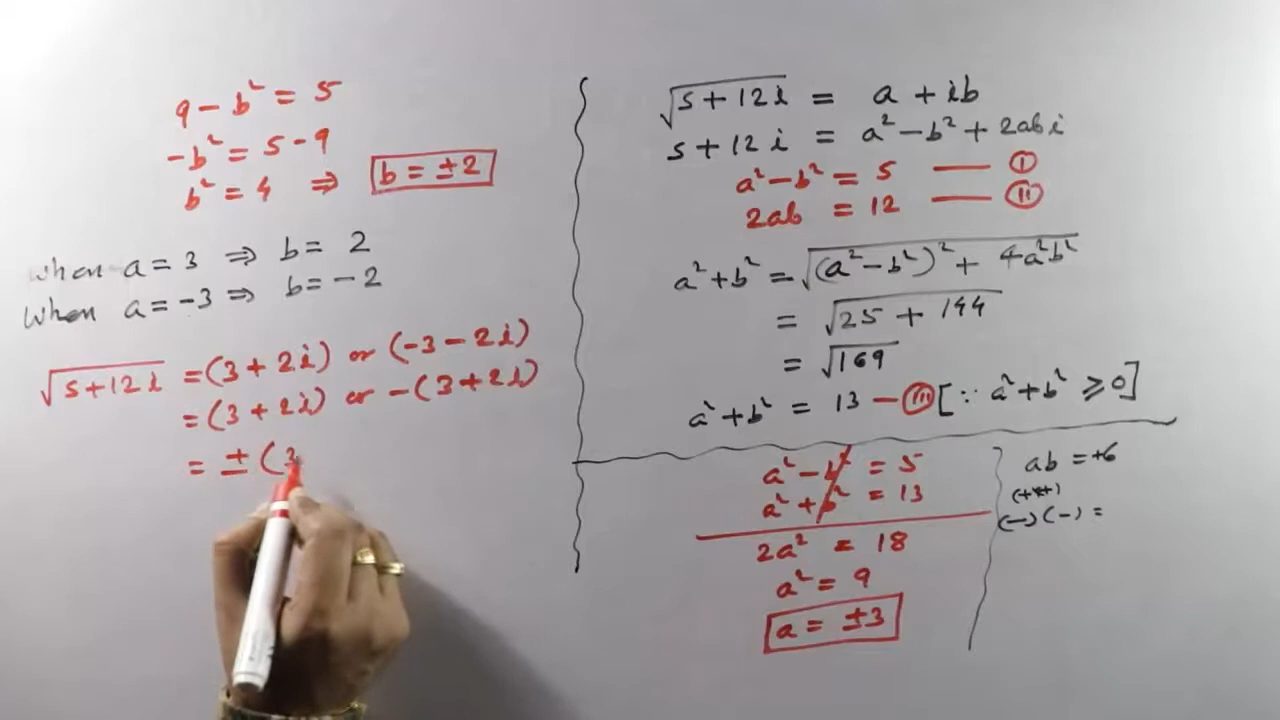 9 - b² = 5
-b² = 5 - 9
b² = 4 ⇒ b = ±2
when a = 3 ⇒ b = 2
when a = -3 ⇒ b = -2
√5+12i = (3 + 2i) or (-3 - 2i)
= (3 + 2i) or -(3 + 2i)
= ± (3
√5+12i = a + ib
5 + 12i = a² - b² + 2abi
a² - b² = 5 — (I)
2ab = 12 — (II)
a² + b² = √(a² - b²)² + 4a²b²
= √25 + 144
= √169
a² + b² = 13 — (III) [∵ a² + b² ≥ 0]
a² - b² = 5
a² + b² = 13
2a² = 18
a² = 9
a = ±3
ab = +6
(-) (-) =